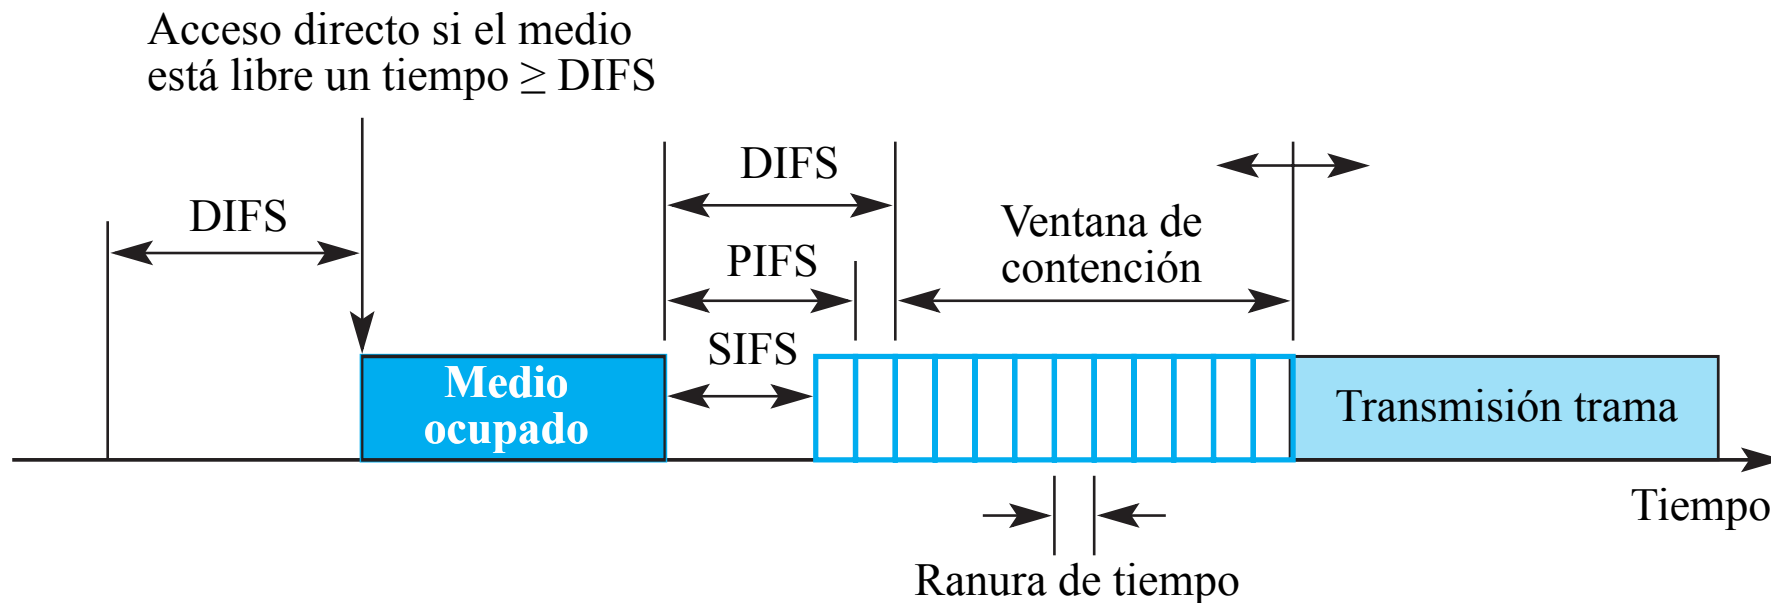 Acceso directo si el medio
está libre un tiempo ≥ DIFS
DIFS
DIFS
PIFS
SIFS
Ventana de
contención
Medio
ocupado
Transmisión trama
Tiempo
Ranura de tiempo